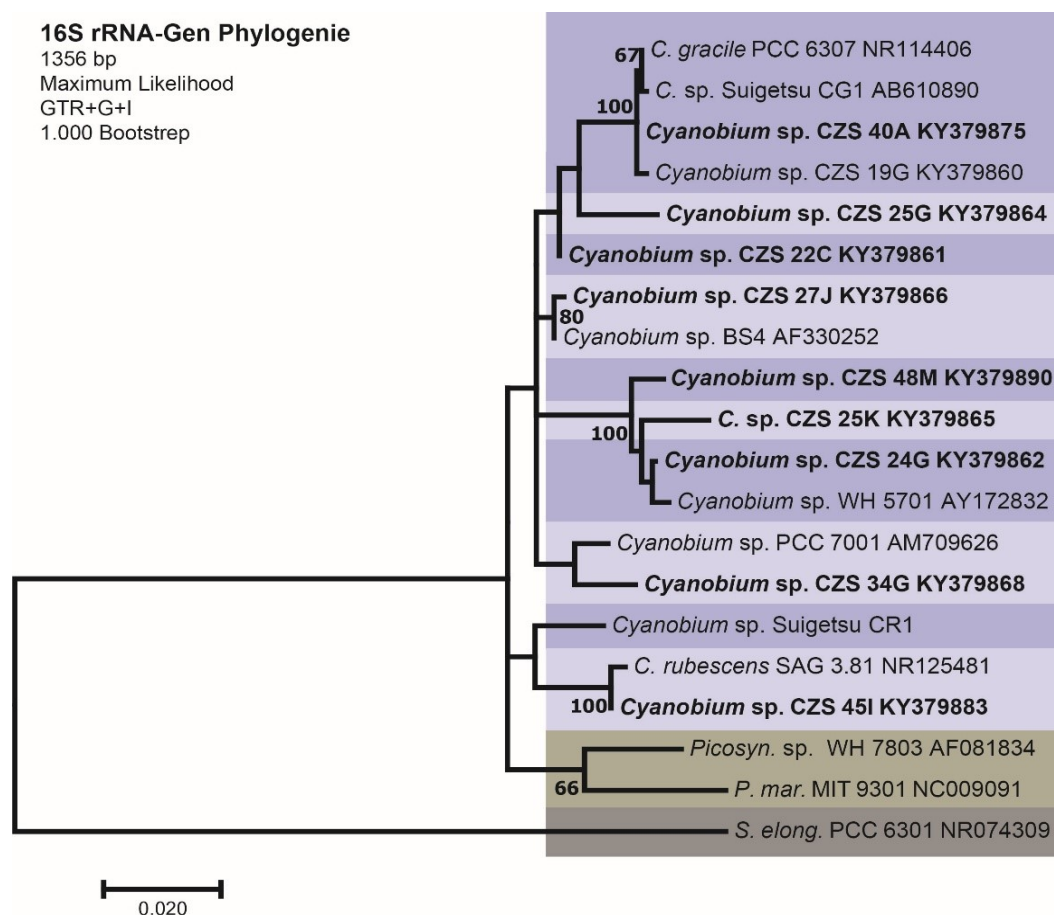 16S rRNA-Gen Phylogenie
1356 bp
Maximum Likelihood
GTR+G+I
1.000 Bootstrep
67
C. gracile PCC 6307 NR114406
C. sp. Suigetsu CG1 AB610890
100
Cyanobium sp. CZS 40A KY379875
Cyanobium sp. CZS 19G KY379860
Cyanobium sp. CZS 25G KY379864
Cyanobium sp. CZS 22C KY379861
Cyanobium sp. CZS 27J KY379866
80
Cyanobium sp. BS4 AF330252
Cyanobium sp. CZS 48M KY379890
C. sp. CZS 25K KY379865
100
Cyanobium sp. CZS 24G KY379862
Cyanobium sp. WH 5701 AY172832
Cyanobium sp. PCC 7001 AM709626
Cyanobium sp. CZS 34G KY379868
Cyanobium sp. Suigetsu CR1
C. rubescens SAG 3.81 NR125481
100
Cyanobium sp. CZS 45I KY379883
Picosyn. sp. WH 7803 AF081834
66
P. mar. MIT 9301 NC009091
S. elong. PCC 6301 NR074309
0.020